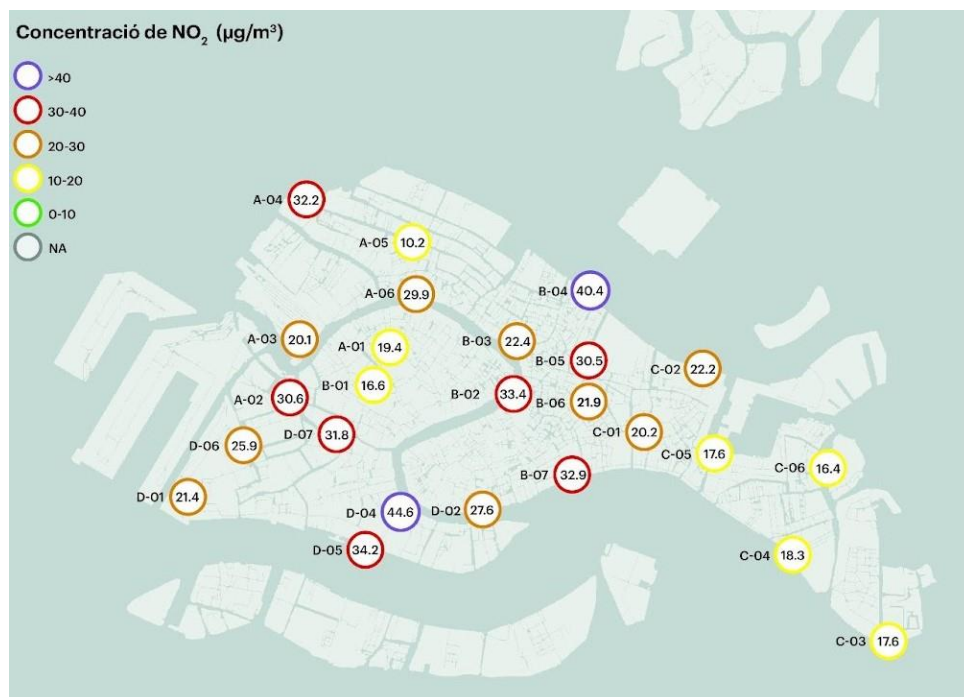 Concentració de NO₂ (µg/m³)
>40
30-40
20-30
10-20
0-10
NA
A-04 32.2
A-05 10.2
A-06 29.9
B-04 40.4
A-03 20.1
A-01 19.4
B-03 22.4
B-05 30.5
C-02 22.2
B-01 16.6
A-02 30.6
B-02 33.4
B-06 21.9
D-07 31.8
C-01 20.2
D-06 25.9
C-05 17.6
C-06 16.4
B-07 32.9
D-01 21.4
D-04 44.6
D-02 27.6
D-05 34.2
C-04 18.3
C-03 17.6